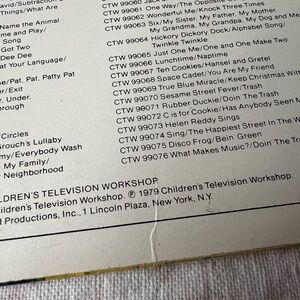 avid/Subtraction
Things/What Are
ame the Animal
me and Play/
Song
Got Two
Dee Dee
at Your Language/
me/Pat. Pat. Patty Pat
er/Exit
r. Under.
hrough
Circles
rouch's Lullaby
my/Everybody Wash
My Family/
Neighborhood
CTW 99060
CTW 99061 One Way/The Opposite
CTW 99062 Wonderful Me/Knock Three Times
CTW 99063 Six/My Sister, My Father, My Mother,
My Grandma, My Grandpa, My Dog and M
CTW 99064 Hickory Dickory Dock/Alphabet Song/
Twinkle Twinkle
CTW 99065 Just One Me/One and One Make Two
CTW 99066 Lunchtime/Naptime
CTW 99067 Ten Cookies/Hansel and Gretel
CTW 99068 Space Cadet/You Are My Friend
CTW 99069 True Blue Miracle/Keep Christmas With
CTW 99070 Sesame Street Fever/Trash
CTW 99071 Rubber Duckie/Doin' The Trash
CTW 99072 C is for Cookie/Has Anybody Seen M
CTW 99073 Helen Reddy Sings
CTW 99074 Sing/The Happiest Street In The W
CTW 99075 Disco Frog/Bein' Green
CTW 99076 What Makes Music?/Doin' The Tr
LDREN'S TELEVISION WORKSHOP.
ildren's Television Workshop. ℗ 1979 Children's Television Workshop.
d Productions, Inc., 1 Lincoln Plaza, New York, N.Y.